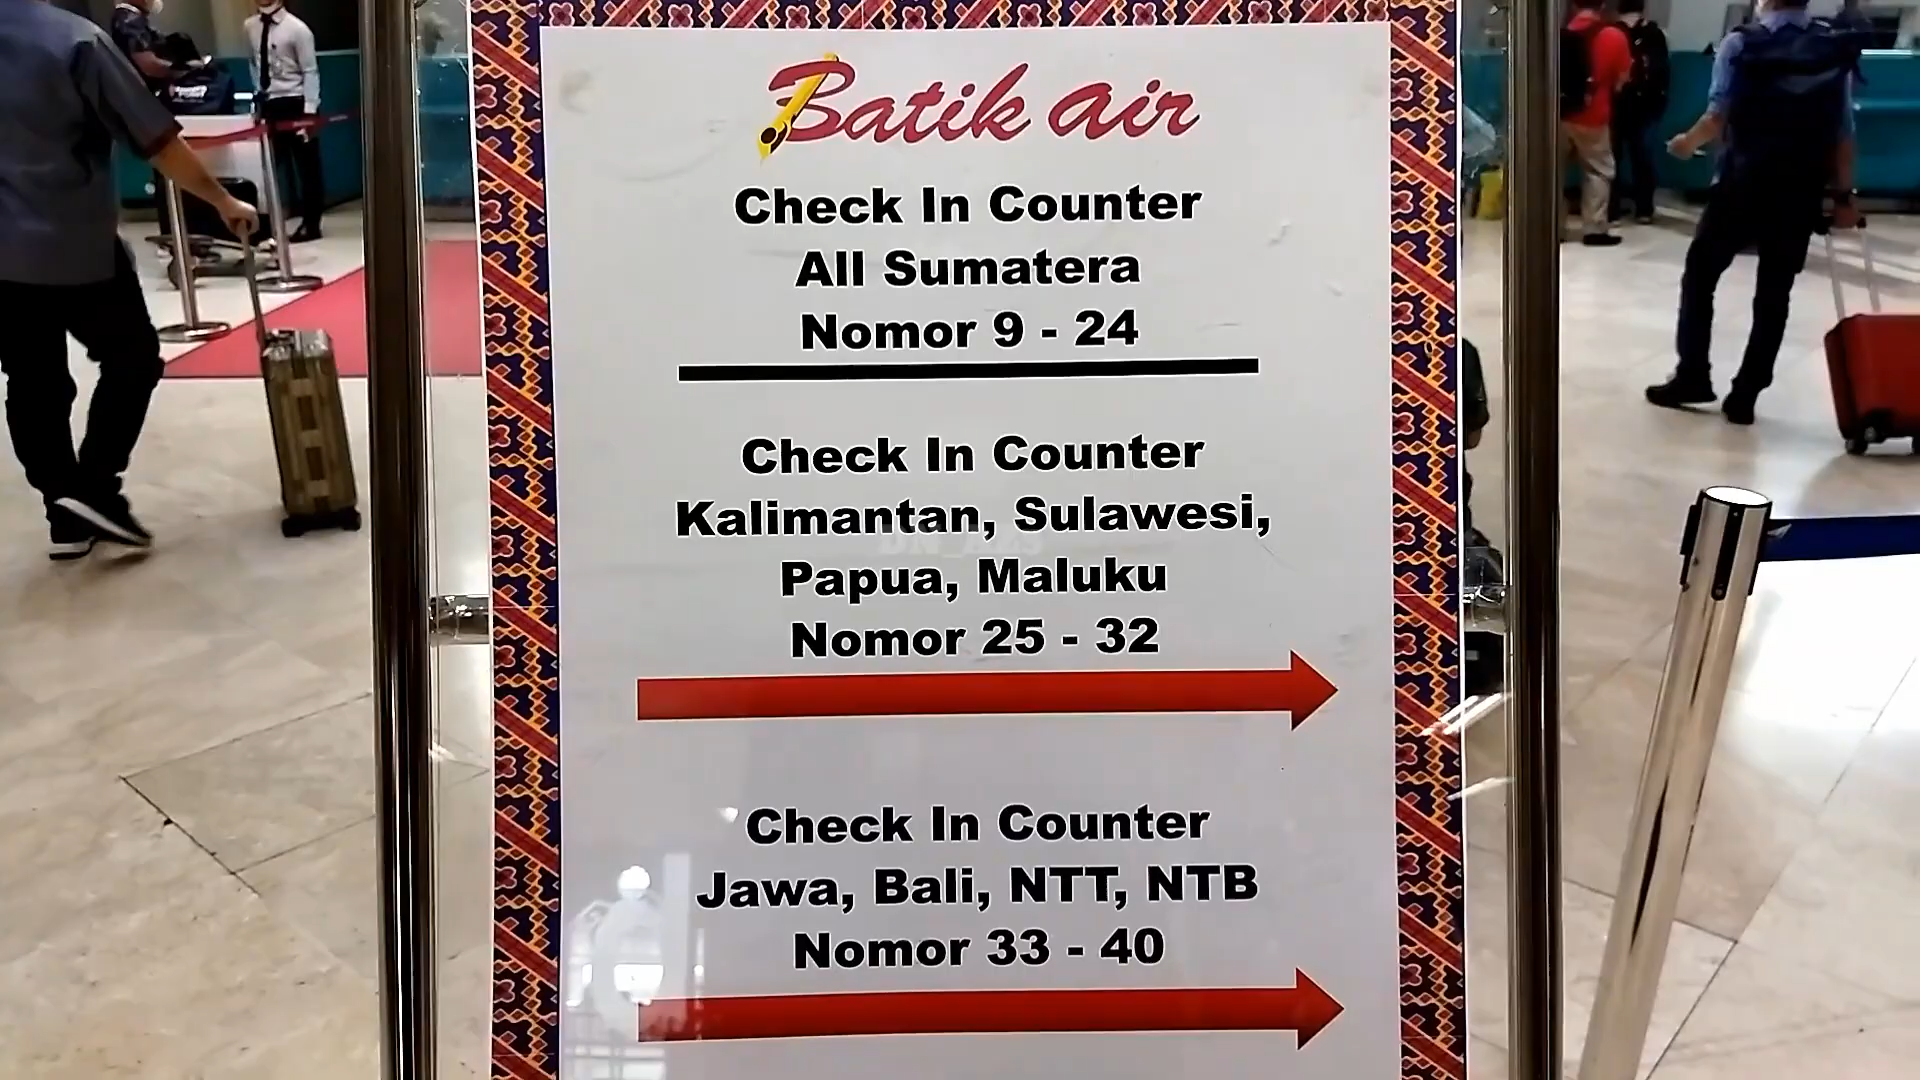 Batik air
Check In Counter
All Sumatera
Nomor 9 - 24
Check In Counter
Kalimantan, Sulawesi,
Papua, Maluku
Nomor 25 - 32
Check In Counter
Jawa, Bali, NTT, NTB
Nomor 33 - 40